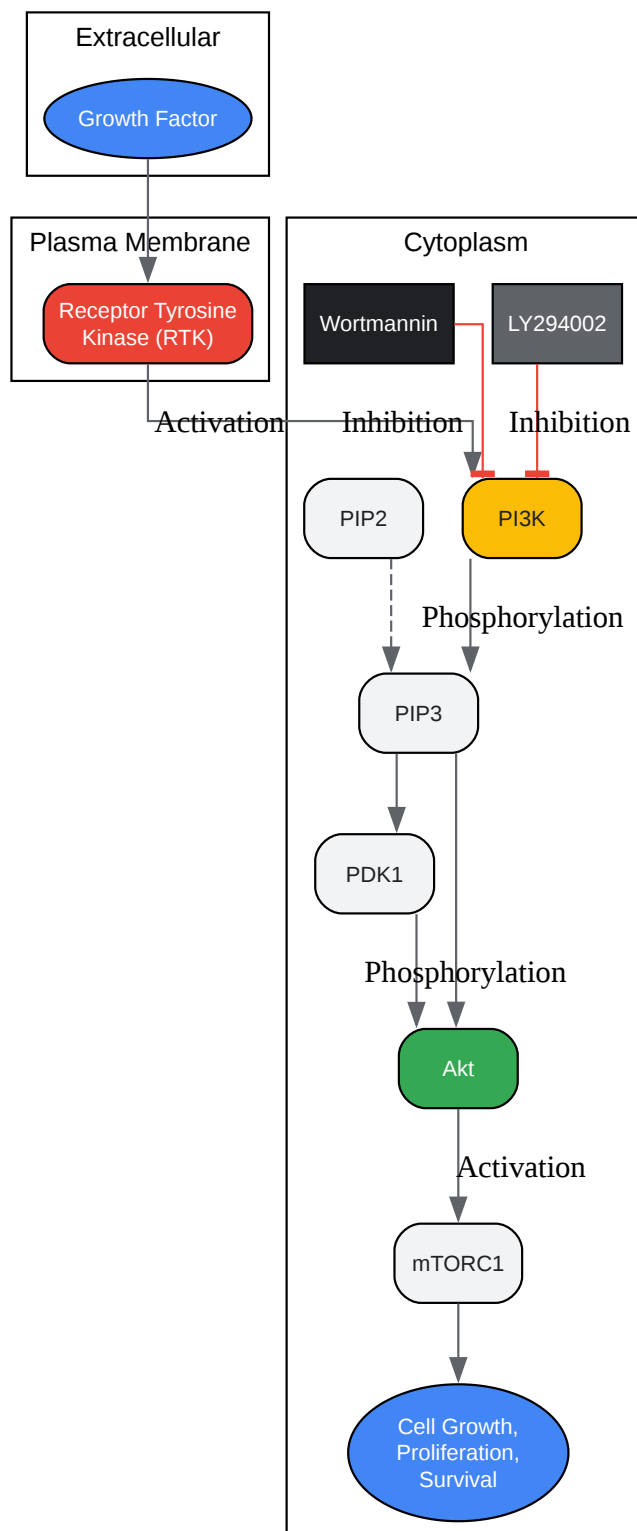 Extracellular
Growth Factor
Plasma Membrane
Cytoplasm
Receptor Tyrosine
Kinase (RTK)
Wortmannin
LY294002
Activation
Inhibition
Inhibition
PIP2
PI3K
Phosphorylation
PIP3
PDK1
Phosphorylation
Akt
Activation
mTORC1
Cell Growth,
Proliferation,
Survival